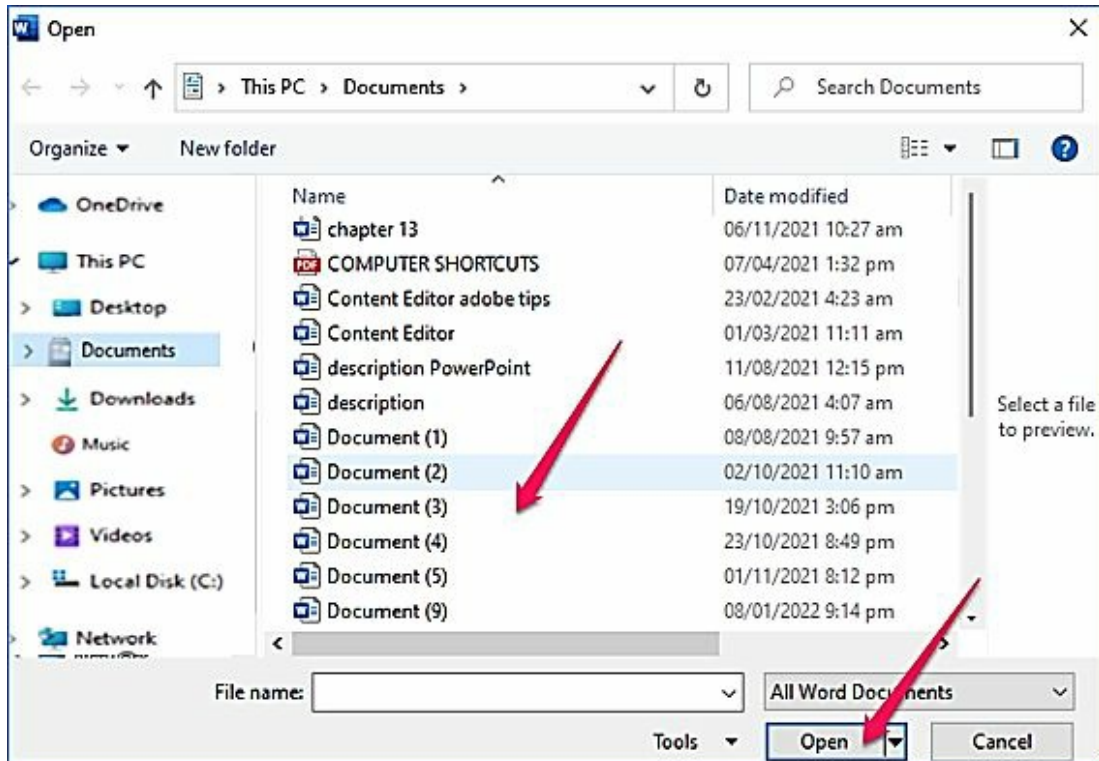 Open
This PC > Documents >
Search Documents
Organize
New folder
OneDrive
This PC
Desktop
Documents
Downloads
Music
Pictures
Videos
Local Disk (C:)
Network
Name Date modified
chapter 13 06/11/2021 10:27 am
PDF COMPUTER SHORTCUTS 07/04/2021 1:32 pm
Content Editor adobe tips 23/02/2021 4:23 am
Content Editor 01/03/2021 11:11 am
description PowerPoint 11/08/2021 12:15 pm
description 06/08/2021 4:07 am
Document (1) 08/08/2021 9:57 am
Document (2) 02/10/2021 11:10 am
Document (3) 19/10/2021 3:06 pm
Document (4) 23/10/2021 8:49 pm
Document (5) 01/11/2021 8:12 pm
Document (9) 08/01/2022 9:14 pm
Select a file
to preview.
File name:
All Word Documents
Tools
Open
Cancel